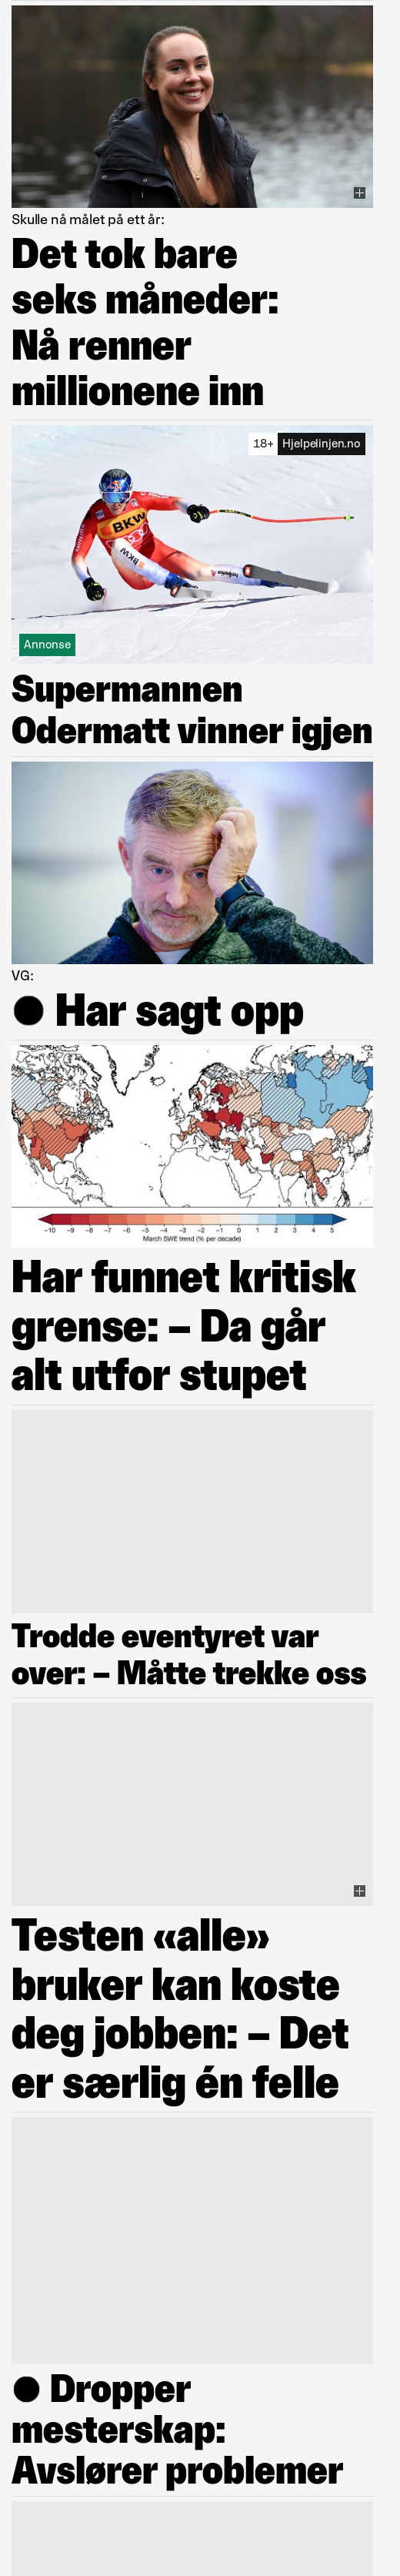 Skulle nå målet på ett år:
Det tok bare
seks måneder:
Nå renner
millionene inn
18+ Hjelpelinjen.no
BKW
BKW
Annonse
Supermannen
Odermatt vinner igjen
VG:
Har sagt opp
−10 −9 −8 −7 −6 −5 −4 −3 −2 −1 0 1 2 3 4 5
March SWE trend (% per decade)
Har funnet kritisk
grense: – Da går
alt utfor stupet
Trodde eventyret var
over: – Måtte trekke oss
Testen «alle»
bruker kan koste
deg jobben: – Det
er særlig én felle
Dropper
mesterskap:
Avslører problemer